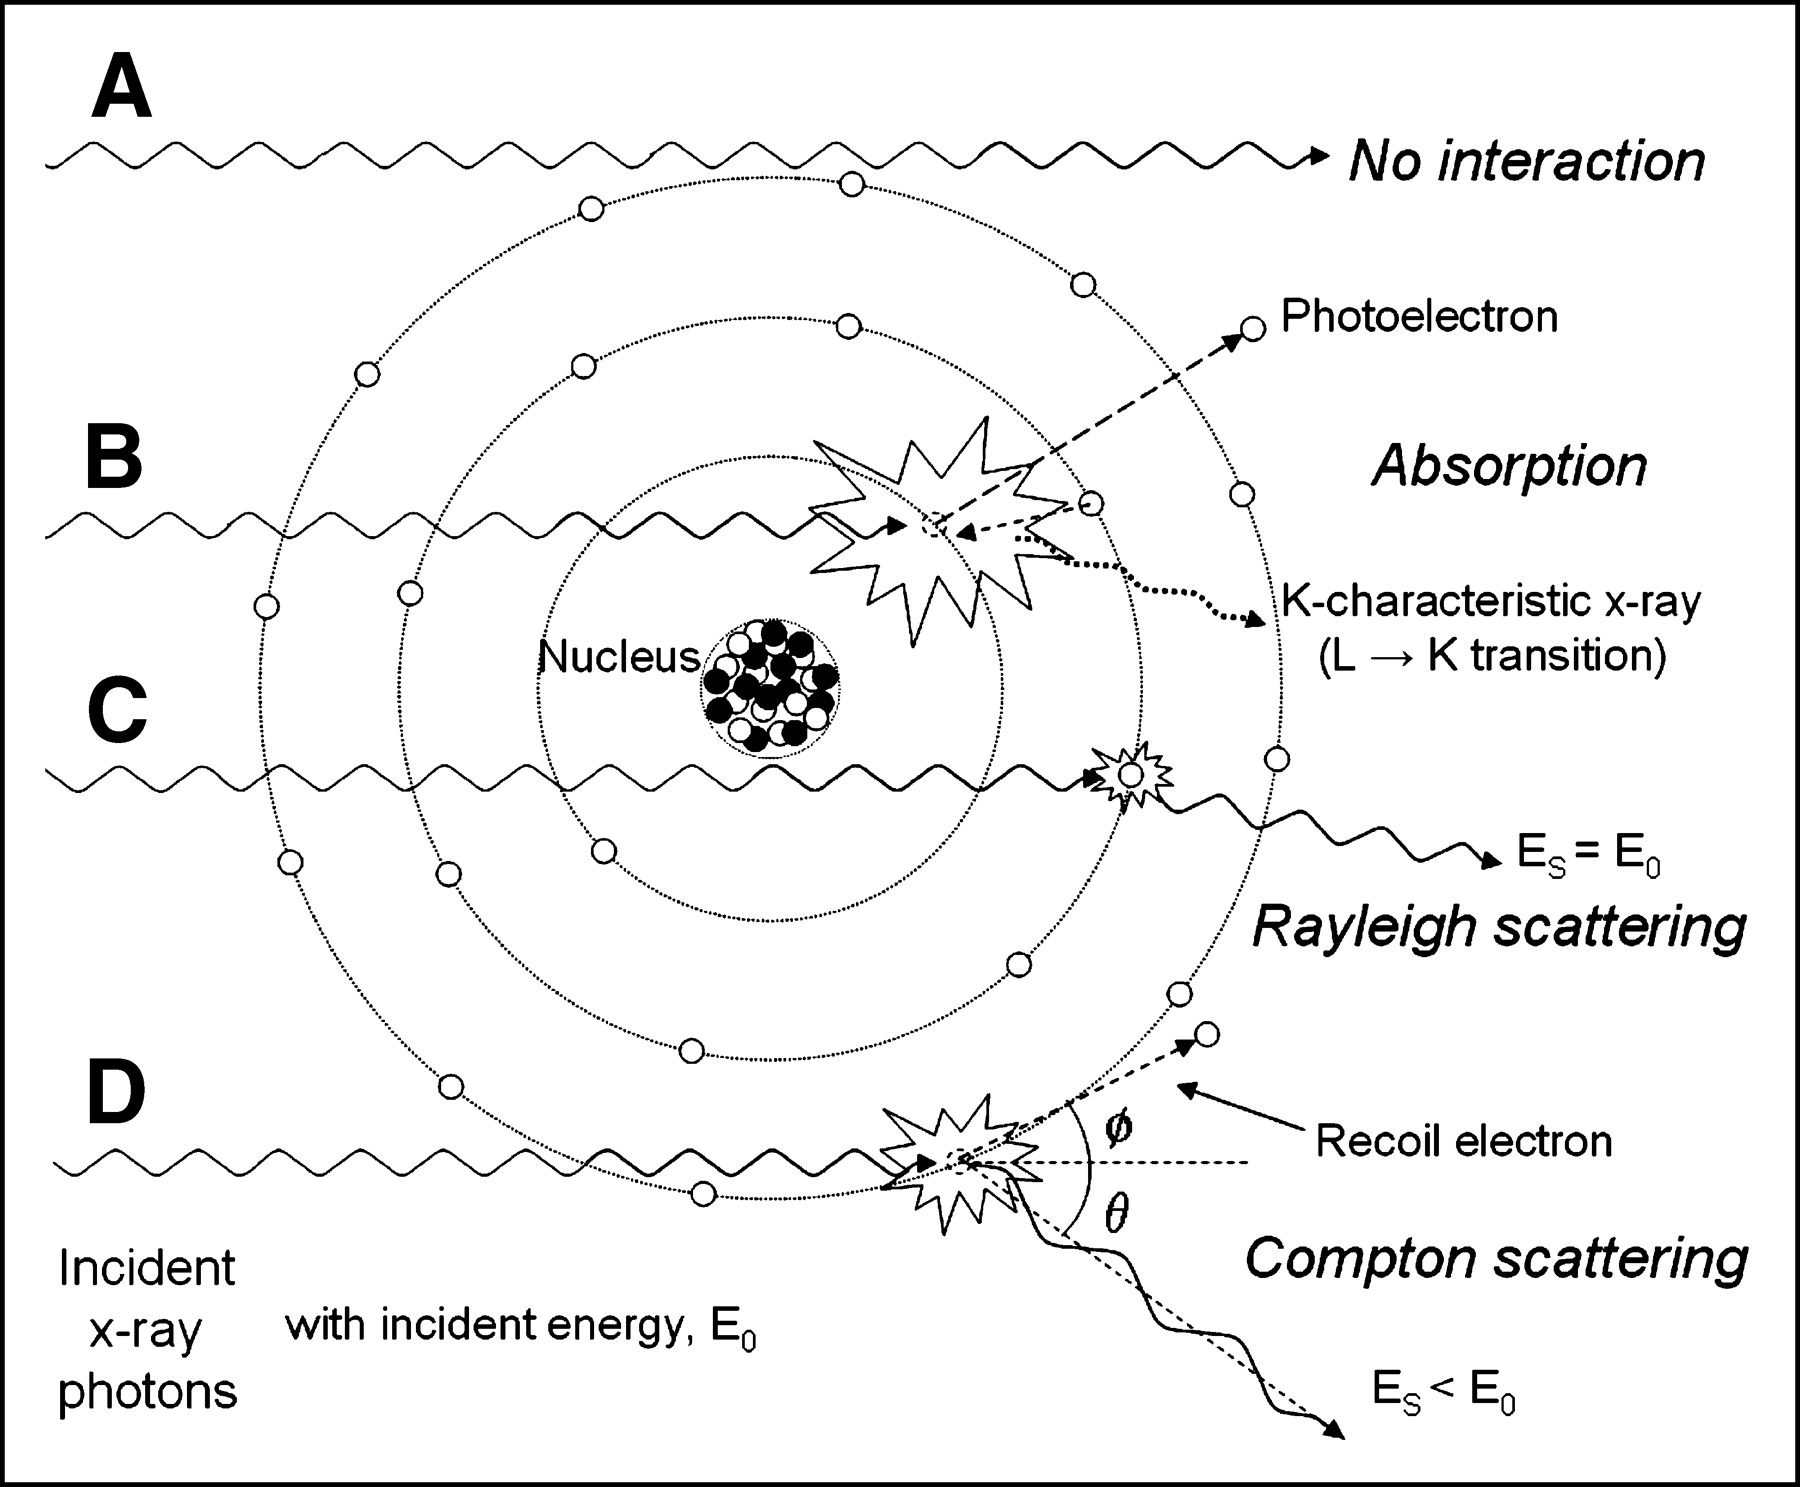 A
No interaction
Photoelectron
B
Absorption
K-characteristic x-ray
(L → K transition)
Nucleus
C
E_S = E_0
Rayleigh scattering
D
ϕ
Recoil electron
θ
Compton scattering
Incident
x-ray
photons
with incident energy, E_0
E_S < E_0